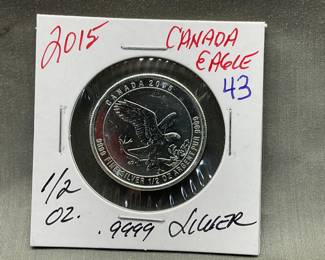 2015
CANADA
EAGLE
43
CANADA 2015
9999 FINE SILVER 1/2 OZ ARGENT PUR 9999
1/2
OZ.
.9999 SILVER